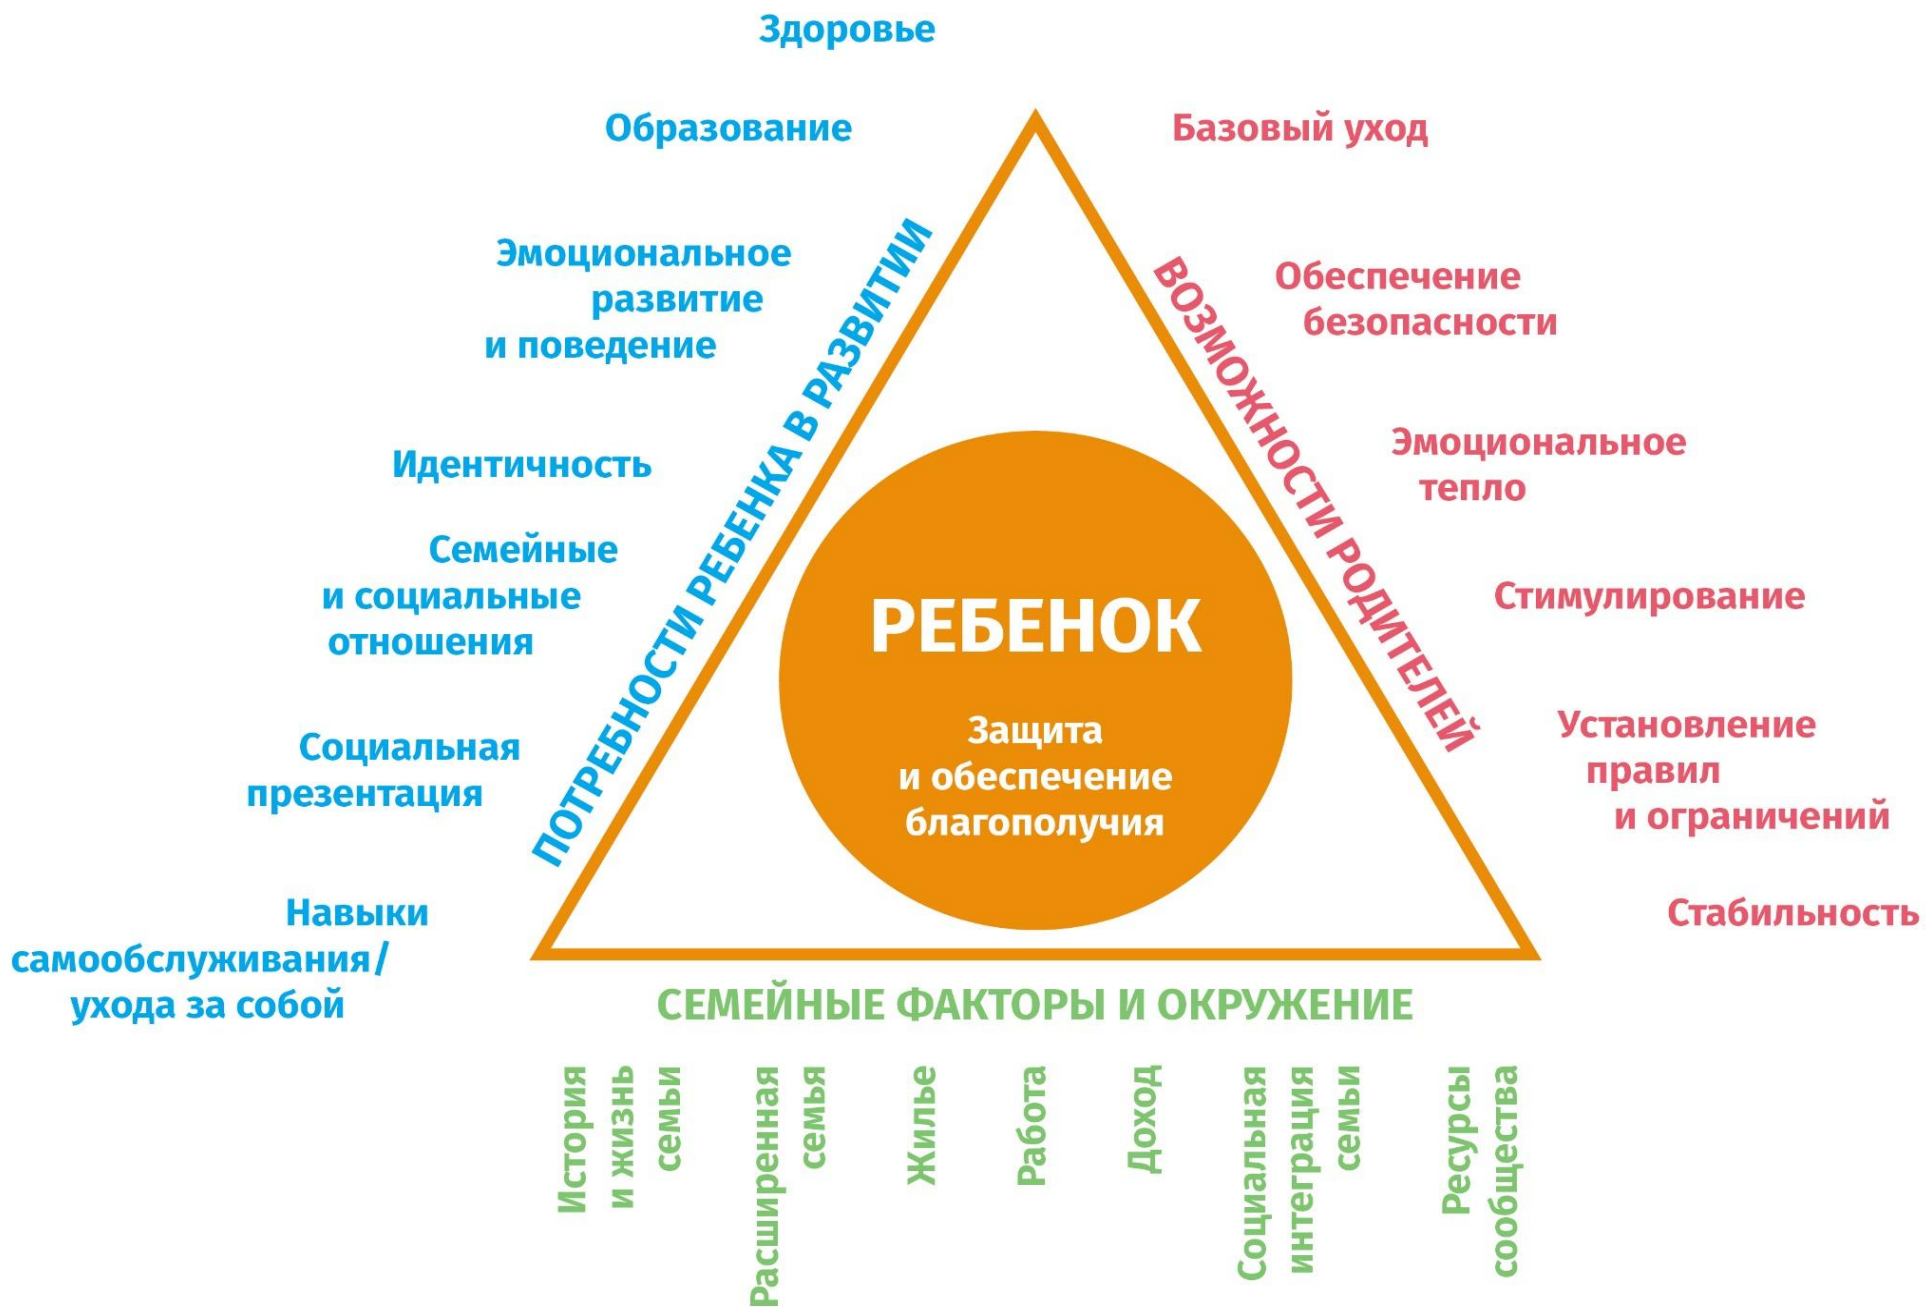 Здоровье
Образование
Эмоциональное
развитие
и поведение
Идентичность
Семейные
и социальные
отношения
Социальная
презентация
Навыки
самообслуживания/
ухода за собой
ПОТРЕБНОСТИ РЕБЕНКА В РАЗВИТИИ
РЕБЕНОК
Защита
и обеспечение
благополучия
ВОЗМОЖНОСТИ РОДИТЕЛЕЙ
Базовый уход
Обеспечение
безопасности
Эмоциональное
тепло
Стимулирование
Установление
правил
и ограничений
Стабильность
СЕМЕЙНЫЕ ФАКТОРЫ И ОКРУЖЕНИЕ
История
и жизнь
семьи
Расширенная
семья
Жилье
Работа
Доход
Социальная
интеграция
семьи
Ресурсы
сообщества